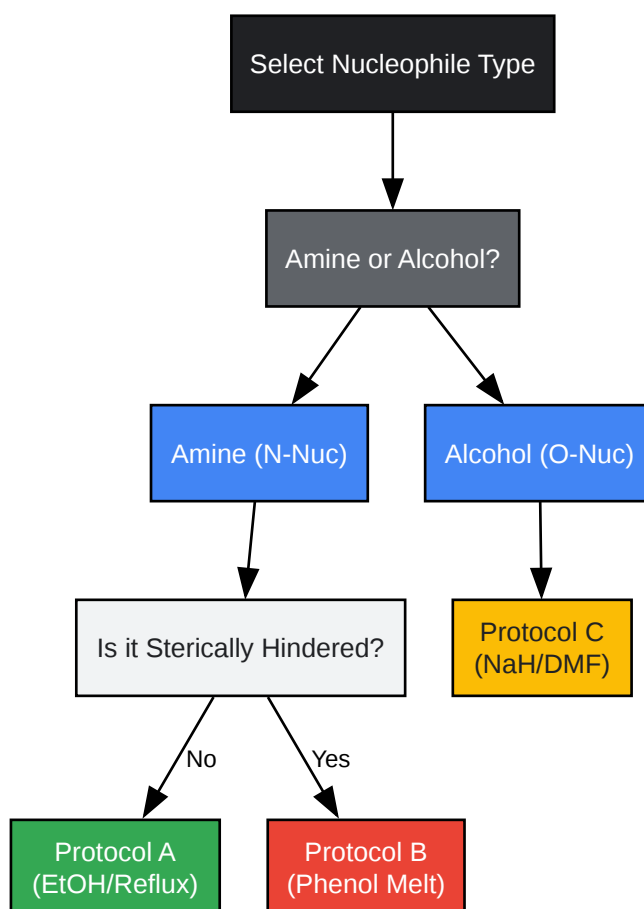 Select Nucleophile Type
Amine or Alcohol?
Amine (N-Nuc)
Alcohol (O-Nuc)
Is it Sterically Hindered?
Protocol C
(NaH/DMF)
No
Yes
Protocol A
(EtOH/Reflux)
Protocol B
(Phenol Melt)